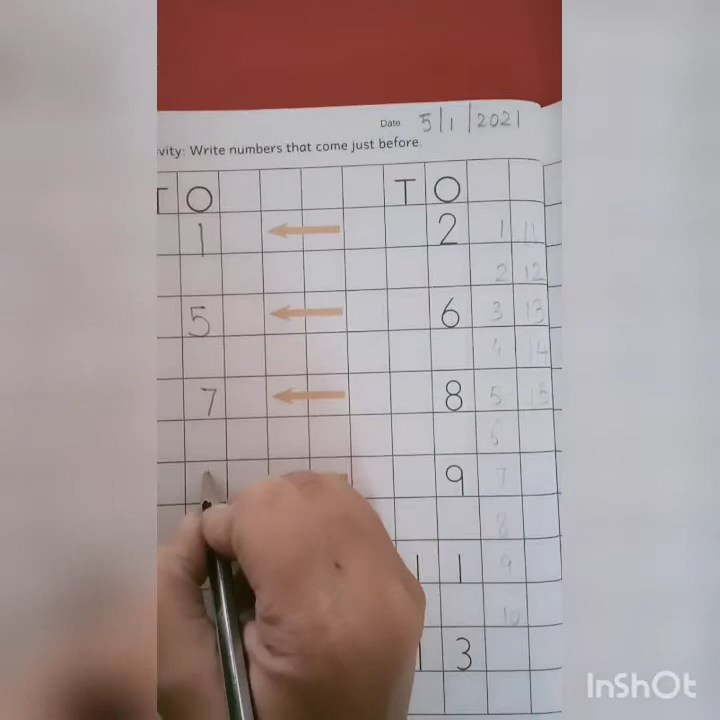 Date 5/1/2021
vity: Write numbers that come just before.
T O T O
1 2 1 11
2 12
5 6 3 13
4 14
7 8 5 15
6
9 7
8
11 9
10
13
InShOt